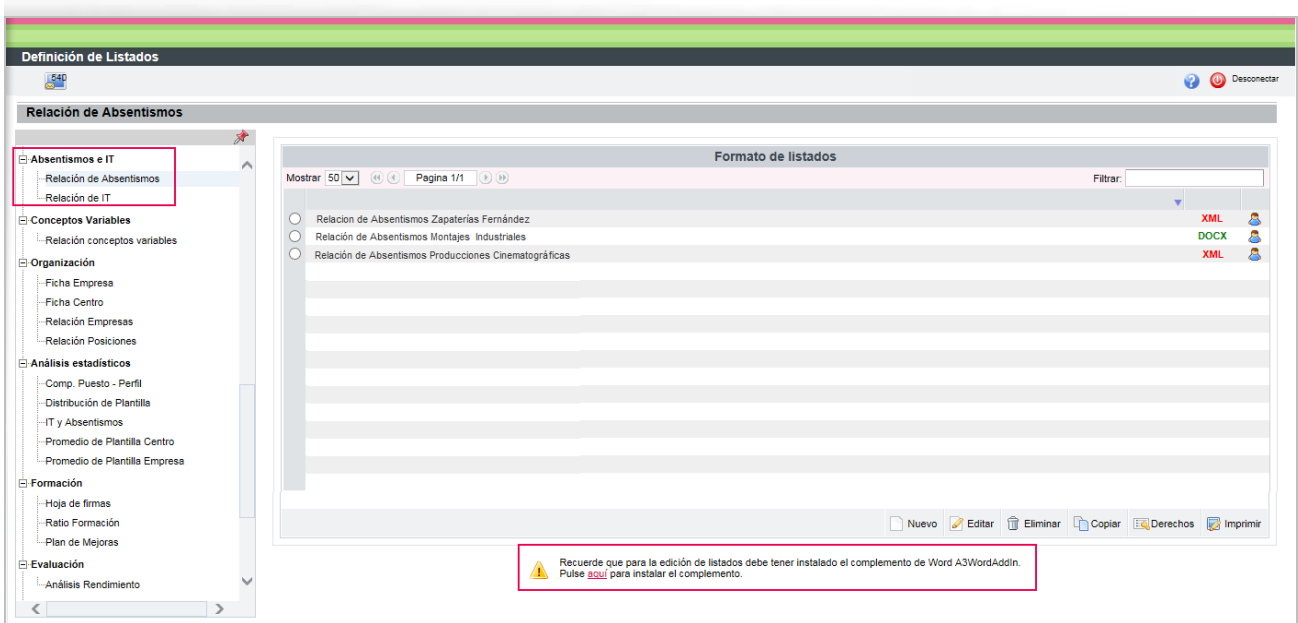 Definición de Listados
540
Desconectar
Relación de Absentismos
Absentismos e IT
Relación de Absentismos
Relación de IT
Conceptos Variables
Relación conceptos variables
Organización
Ficha Empresa
Ficha Centro
Relación Empresas
Relación Posiciones
Análisis estadísticos
Comp. Puesto - Perfil
Distribución de Plantilla
IT y Absentismos
Promedio de Plantilla Centro
Promedio de Plantilla Empresa
Formación
Hoja de firmas
Ratio Formación
Plan de Mejoras
Evaluación
Análisis Rendimiento
Formato de listados
Mostrar 50 Pagina 1/1 Filtrar:
Relacion de Absentismos Zapaterías Fernández XML
Relación de Absentismos Montajes Industriales DOCX
Relación de Absentismos Producciones Cinematográficas XML
Nuevo Editar Eliminar Copiar Derechos Imprimir
Recuerde que para la edición de listados debe tener instalado el complemento de Word A3WordAddIn.
Pulse aquí para instalar el complemento.